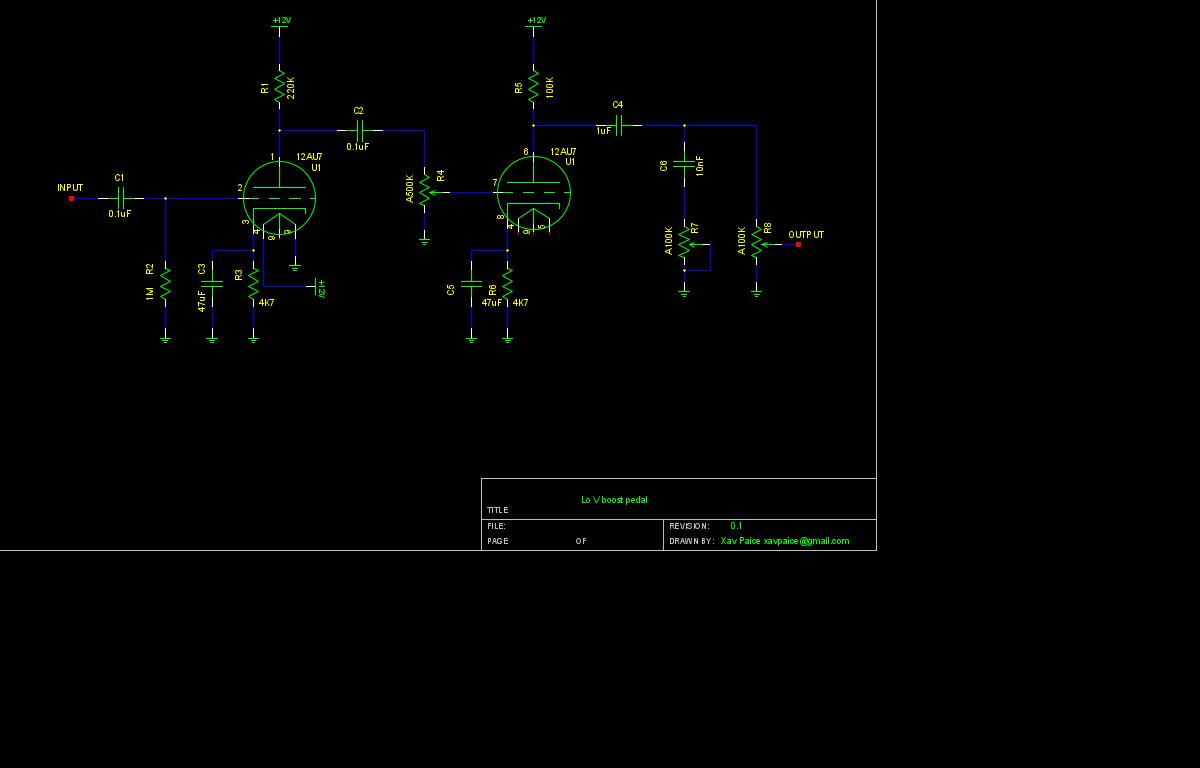 +12V
+12V
R1
220K
R5
100K
C2
0.1uF
C4
1uF
1
12AU7
U1
6
12AU7
U1
C6
10nF
INPUT
C1
0.1uF
2
3
4
9
9
A500K
R4
7
8
4
9
6
A100K
R7
A100K
R8
OUTPUT
R2
1M
C3
47uF
R3
4K7
+12V
C5
47uF
R6
4K7
Lo V boost pedal
TITLE
FILE:
REVISION: 0.1
PAGE OF
DRAWN BY: Xav Paice xavpaice@gmail.com